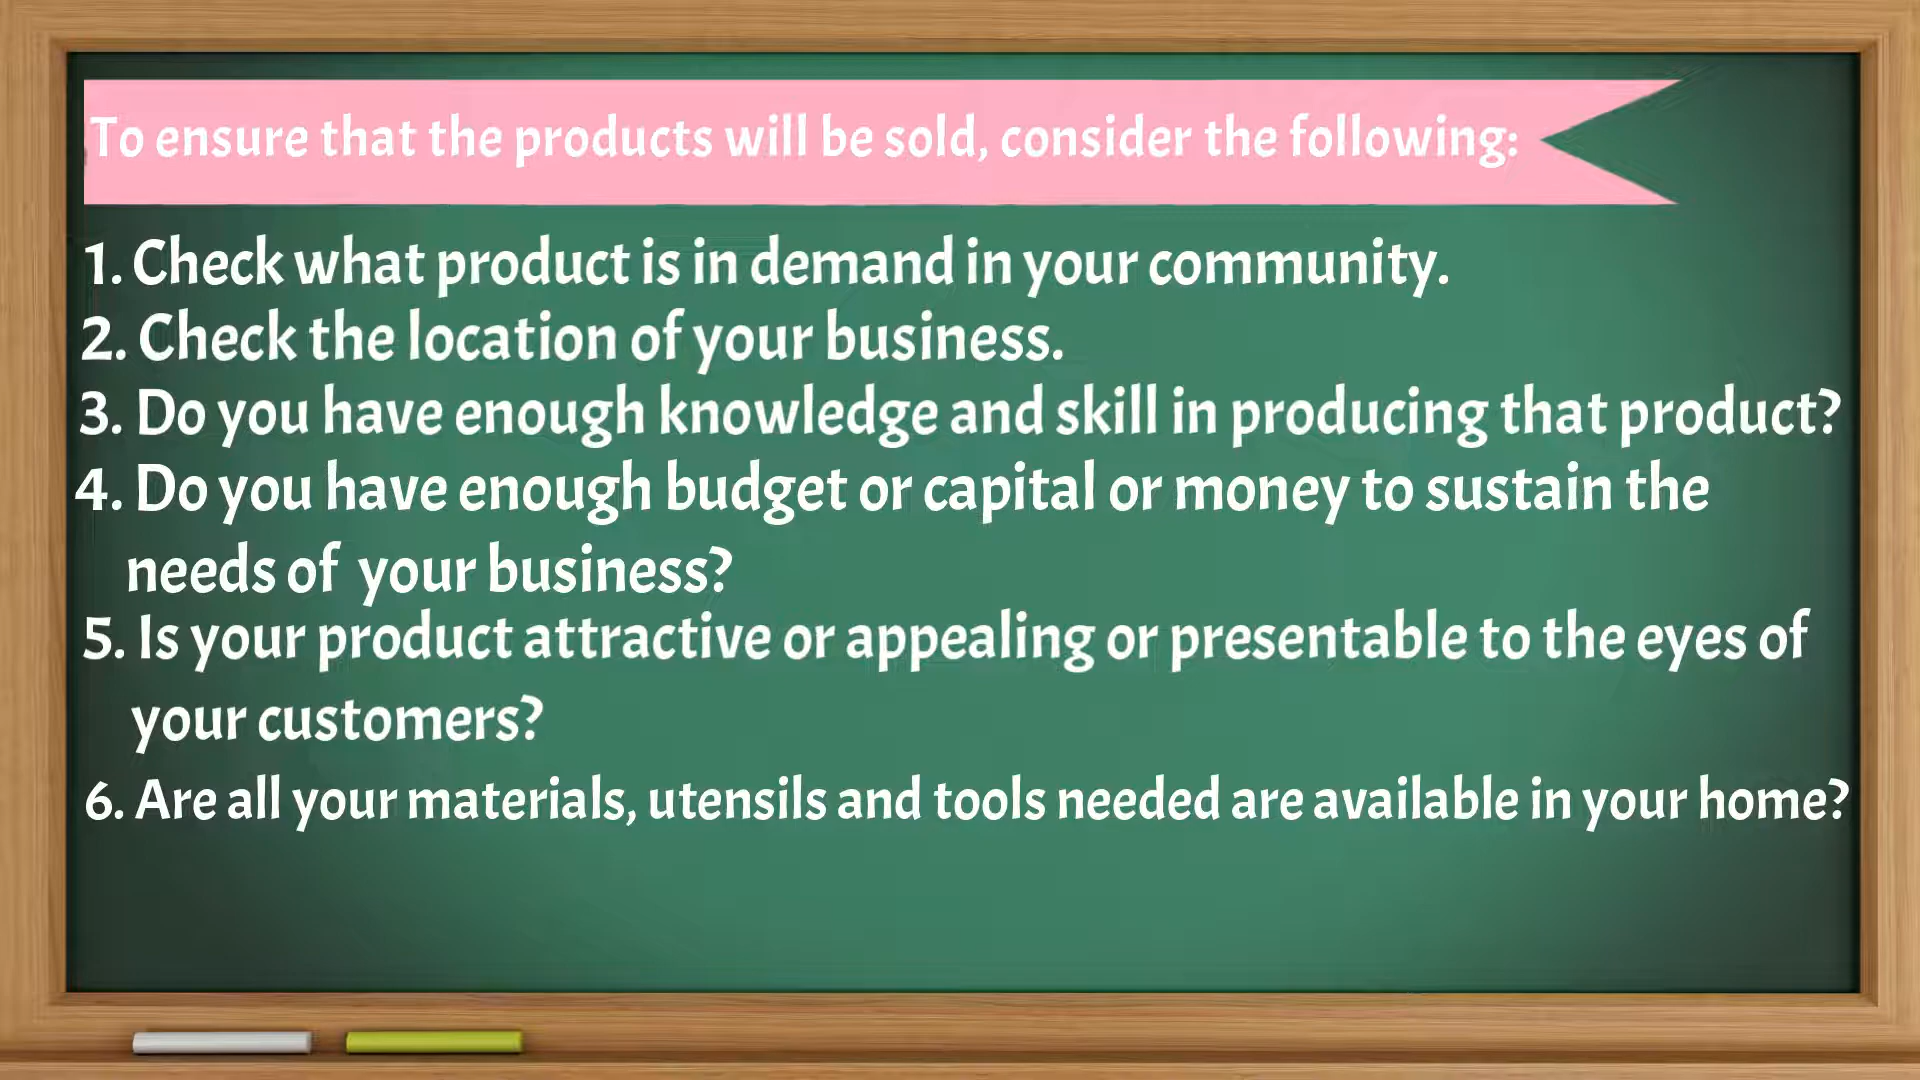 To ensure that the products will be sold, consider the following:
1. Check what product is in demand in your community.
2. Check the location of your business.
3. Do you have enough knowledge and skill in producing that product?
4. Do you have enough budget or capital or money to sustain the
needs of your business?
5. Is your product attractive or appealing or presentable to the eyes of
your customers?
6. Are all your materials, utensils and tools needed are available in your home?